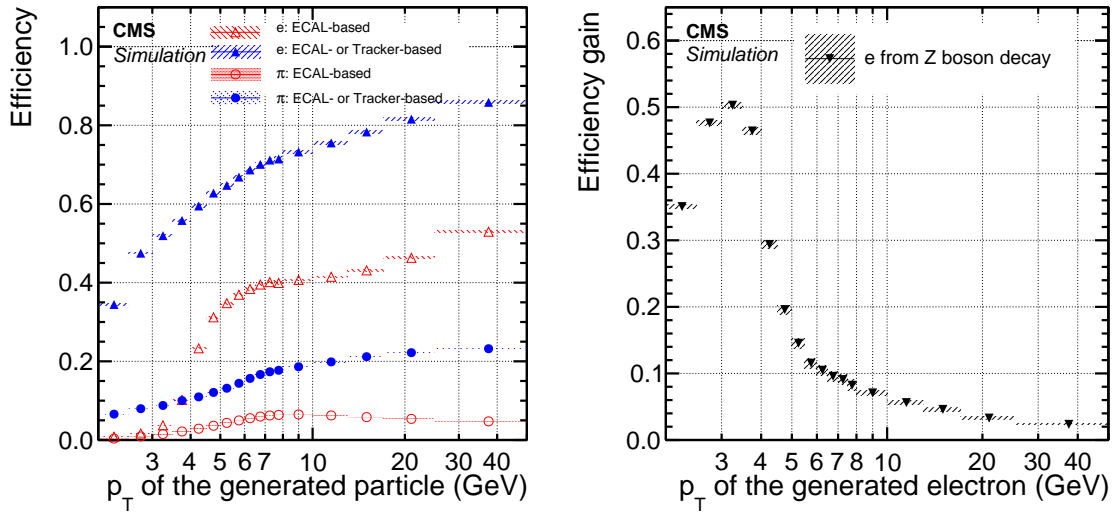 CMS
Simulation
e: ECAL-based
e: ECAL- or Tracker-based
π: ECAL-based
π: ECAL- or Tracker-based
Efficiency
1.0
0.8
0.6
0.4
0.2
0.0
3 4 5 6 7 10 20 30 40
p_T of the generated particle (GeV)
CMS
Simulation
e from Z boson decay
Efficiency gain
0.6
0.5
0.4
0.3
0.2
0.1
0.0
3 4 5 6 7 8 10 20 30 40
p_T of the generated electron (GeV)